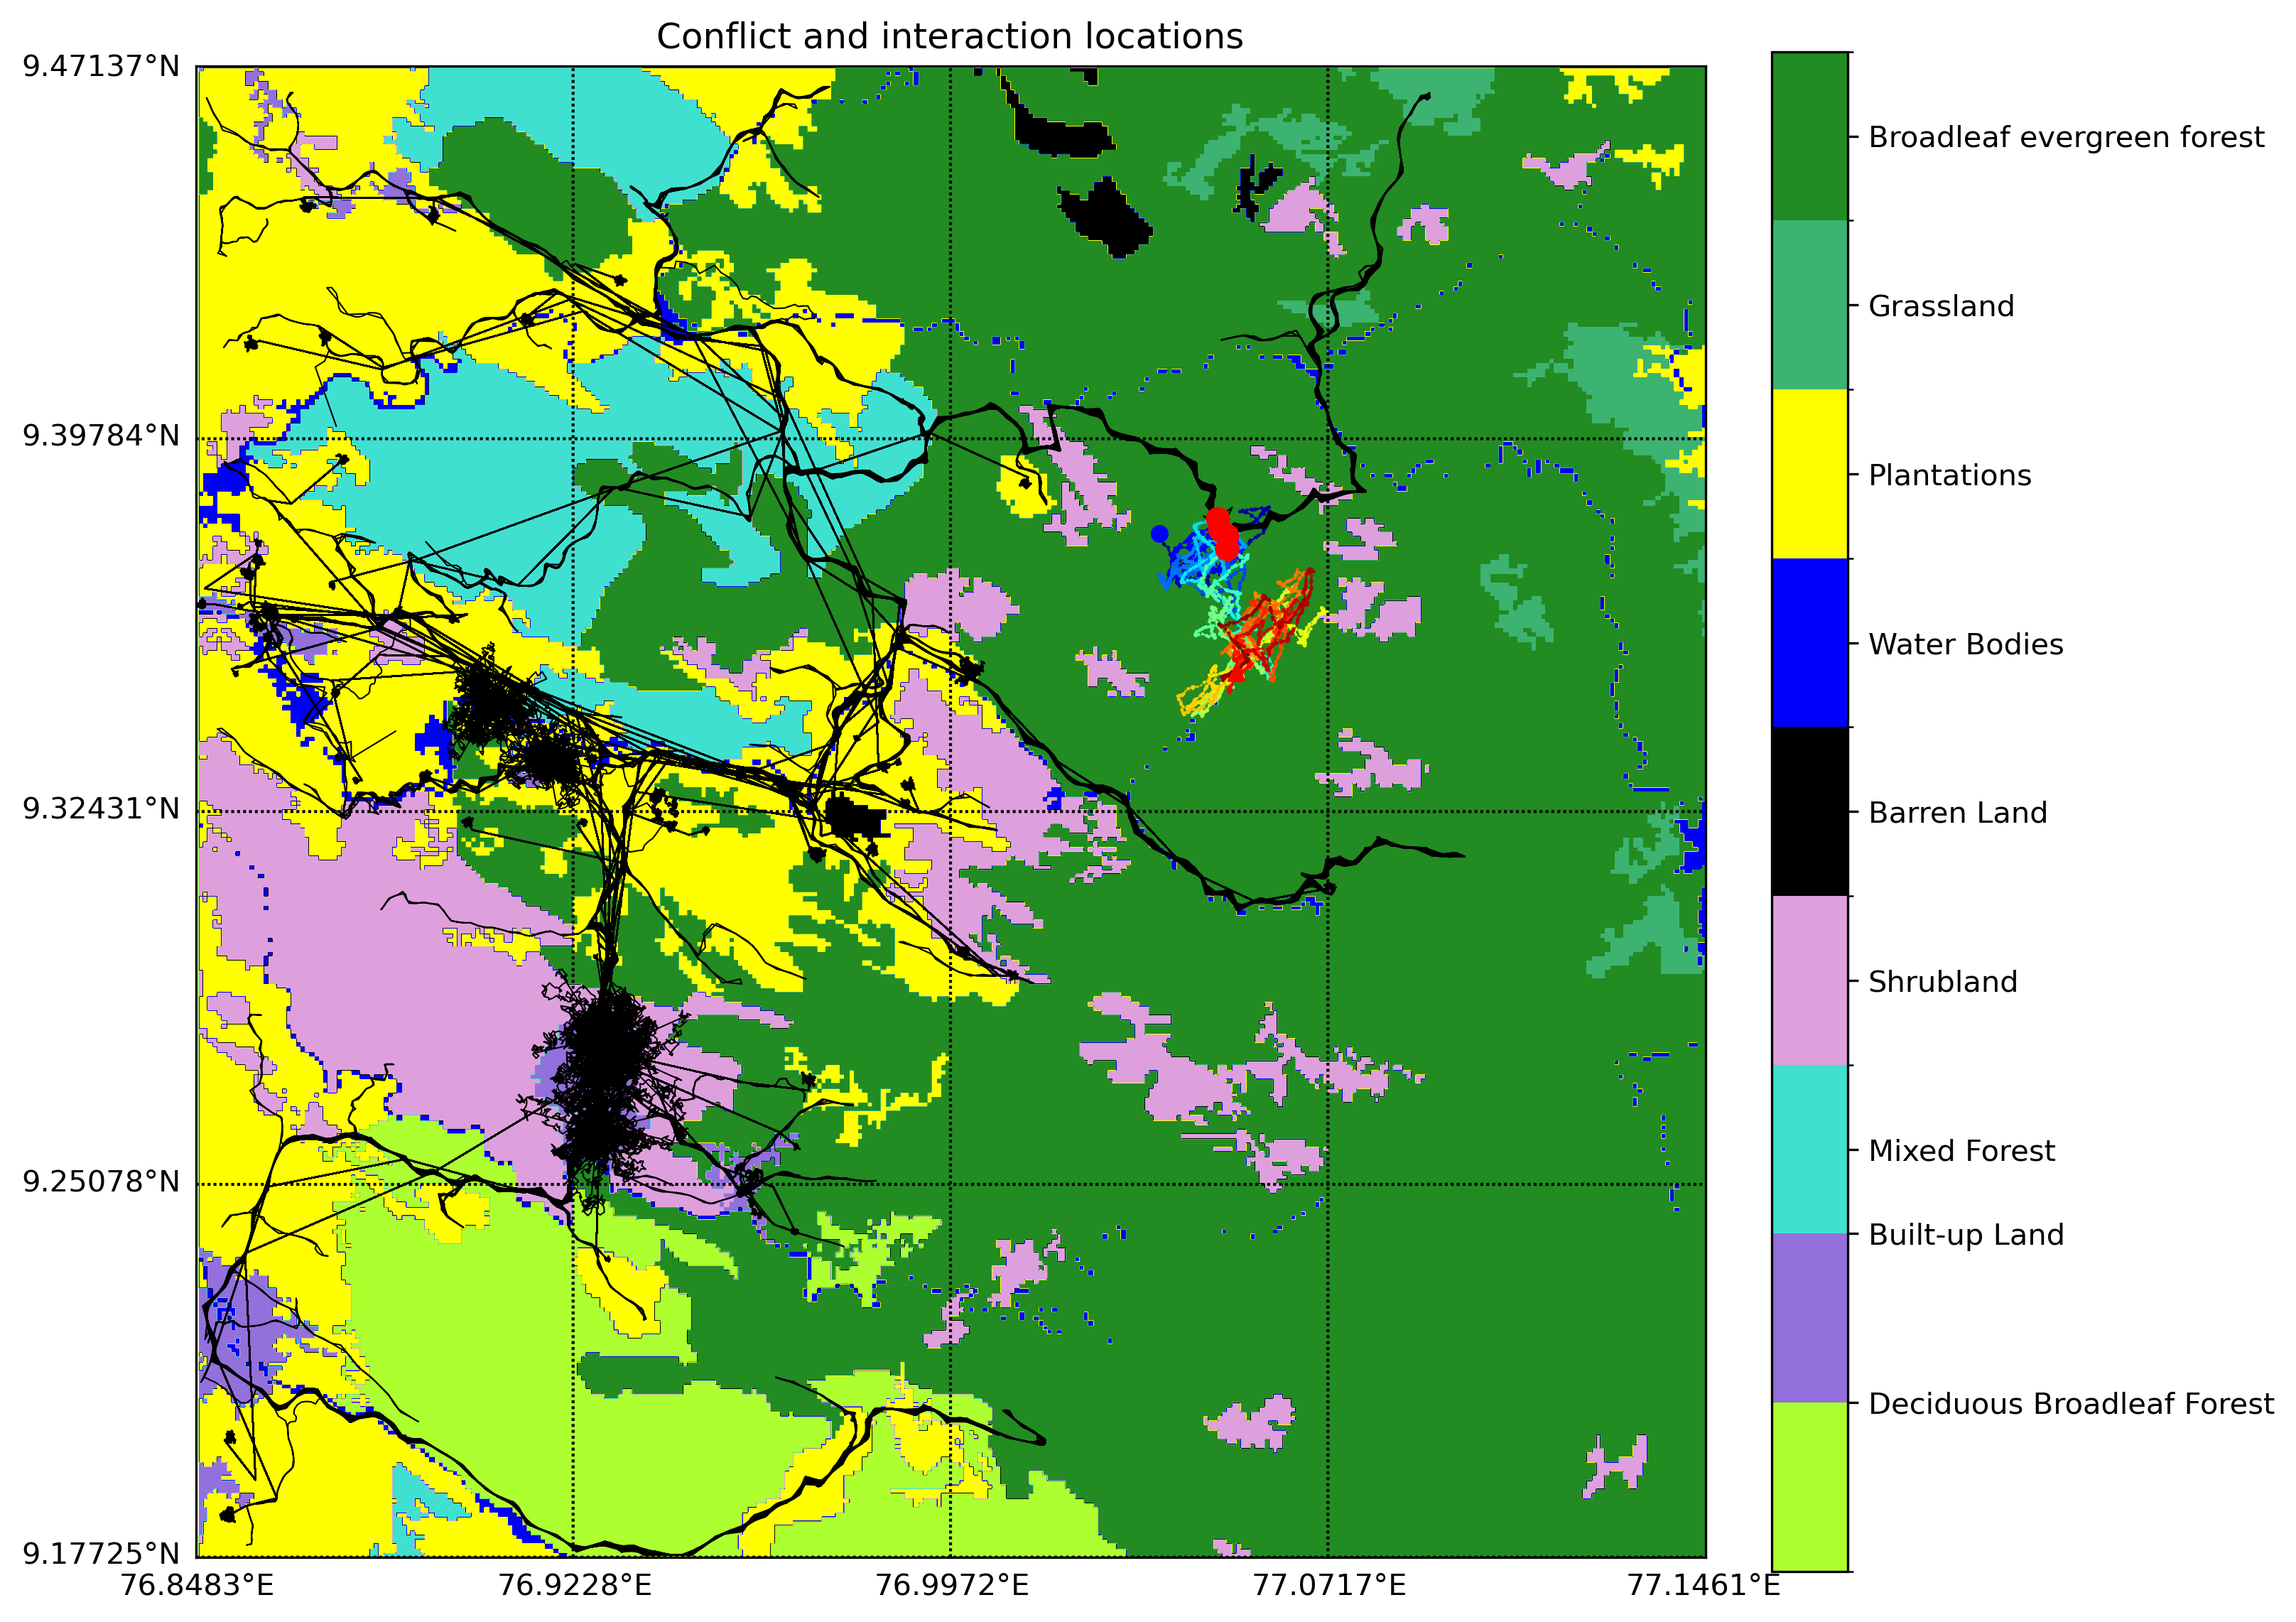 Conflict and interaction locations
9.47137°N
9.39784°N
9.32431°N
9.25078°N
9.17725°N
76.8483°E
76.9228°E
76.9972°E
77.0717°E
77.1461°E
Broadleaf evergreen forest
Grassland
Plantations
Water Bodies
Barren Land
Shrubland
Mixed Forest
Built-up Land
Deciduous Broadleaf Forest